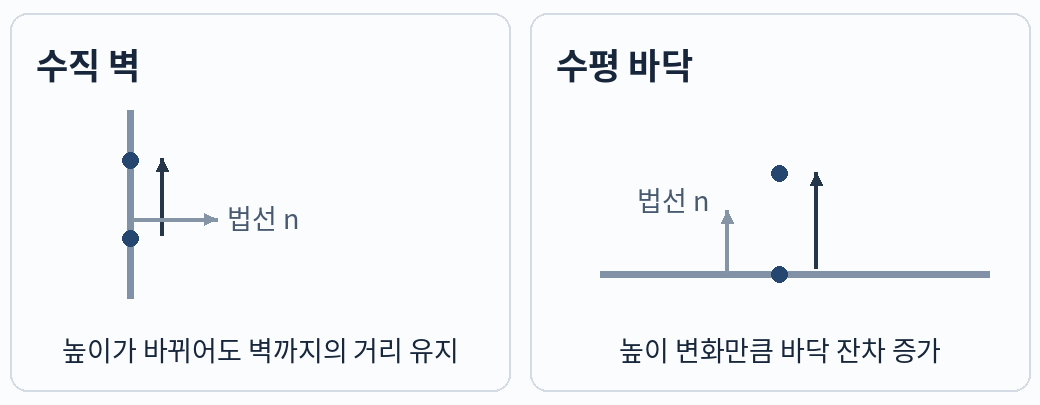 수직 벽
법선 n
높이가 바뀌어도 벽까지의 거리 유지
수평 바닥
법선 n
높이 변화만큼 바닥 잔차 증가